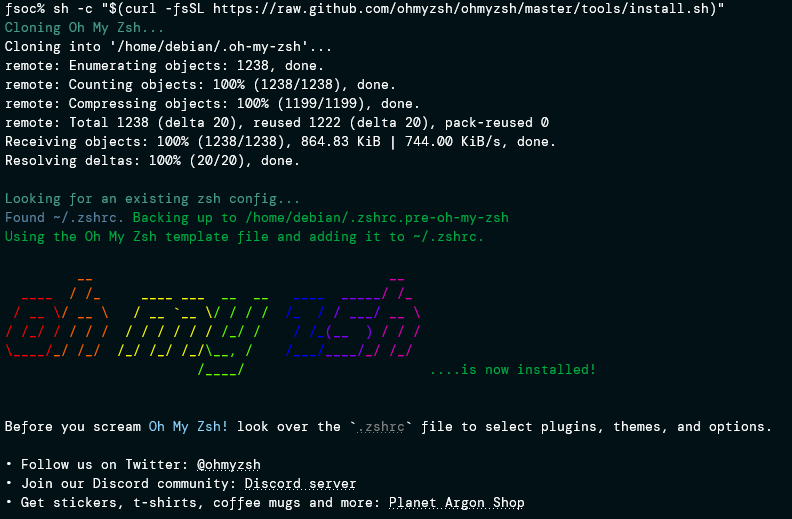 fsoc% sh -c "$(curl -fsSL https://raw.github.com/ohmyzsh/ohmyzsh/master/tools/install.sh)"
Cloning Oh My Zsh...
Cloning into '/home/debian/.oh-my-zsh'...
remote: Enumerating objects: 1238, done.
remote: Counting objects: 100% (1238/1238), done.
remote: Compressing objects: 100% (1199/1199), done.
remote: Total 1238 (delta 20), reused 1222 (delta 20), pack-reused 0
Receiving objects: 100% (1238/1238), 864.83 KiB | 744.00 KiB/s, done.
Resolving deltas: 100% (20/20), done.
Looking for an existing zsh config...
Found ~/.zshrc. Backing up to /home/debian/.zshrc.pre-oh-my-zsh
Using the Oh My Zsh template file and adding it to ~/.zshrc.
oh my zsh
....is now installed!
Before you scream Oh My Zsh! look over the `.zshrc` file to select plugins, themes, and options.
• Follow us on Twitter: @ohmyzsh
• Join our Discord community: Discord server
• Get stickers, t-shirts, coffee mugs and more: Planet Argon Shop